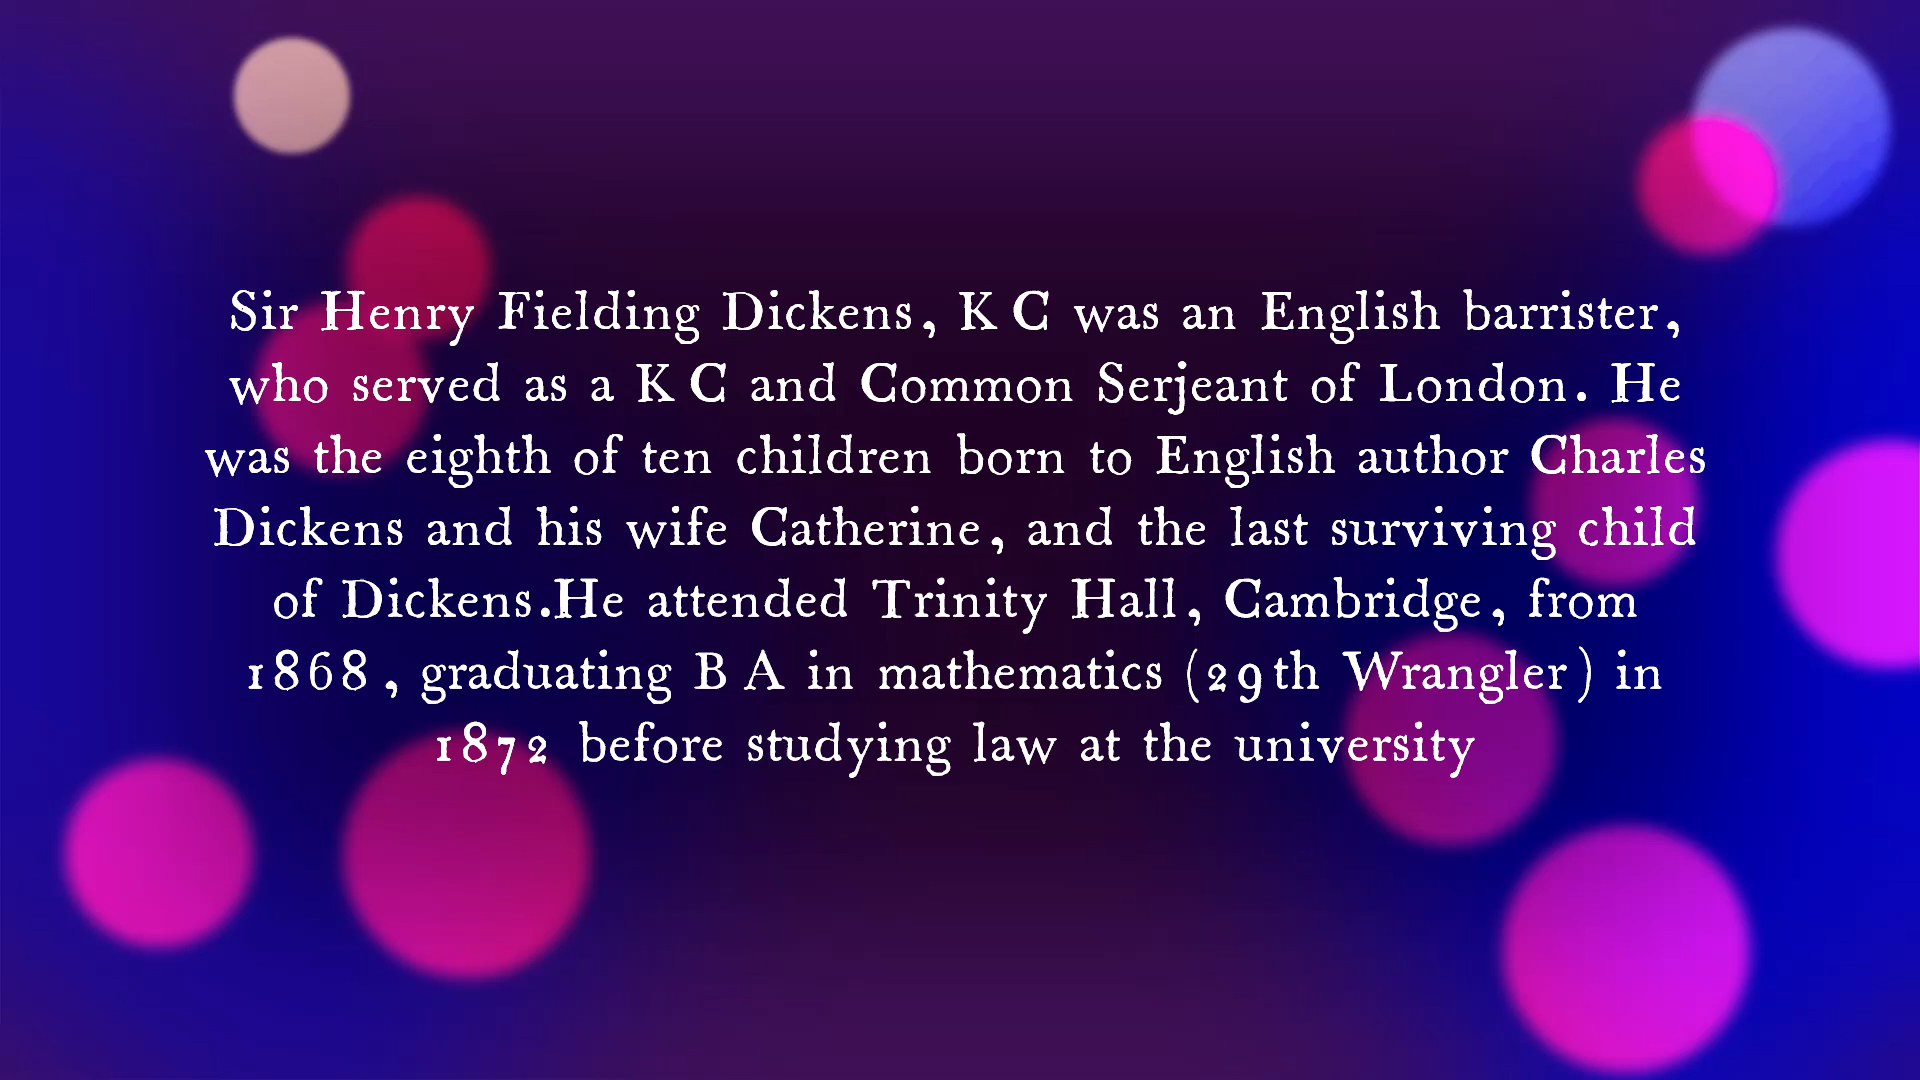 Sir Henry Fielding Dickens, KC was an English barrister,
who served as a KC and Common Serjeant of London. He
was the eighth of ten children born to English author Charles
Dickens and his wife Catherine, and the last surviving child
of Dickens.He attended Trinity Hall, Cambridge, from
1868, graduating BA in mathematics (29th Wrangler) in
1872 before studying law at the university